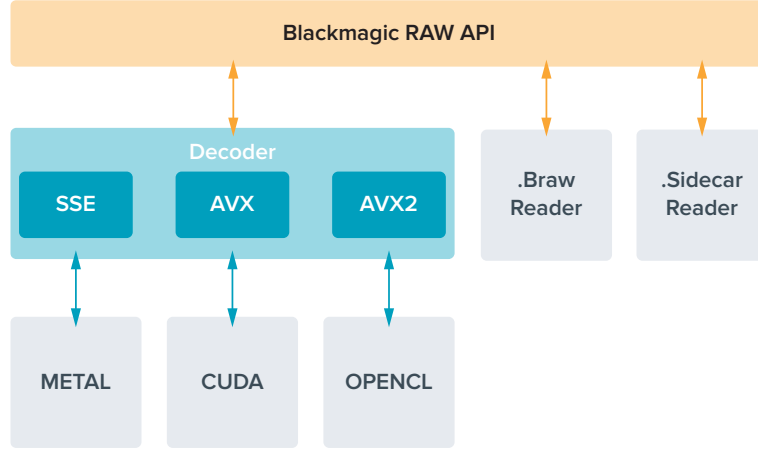 Blackmagic RAW API
Decoder
SSE
AVX
AVX2
.Braw
Reader
.Sidecar
Reader
METAL
CUDA
OPENCL